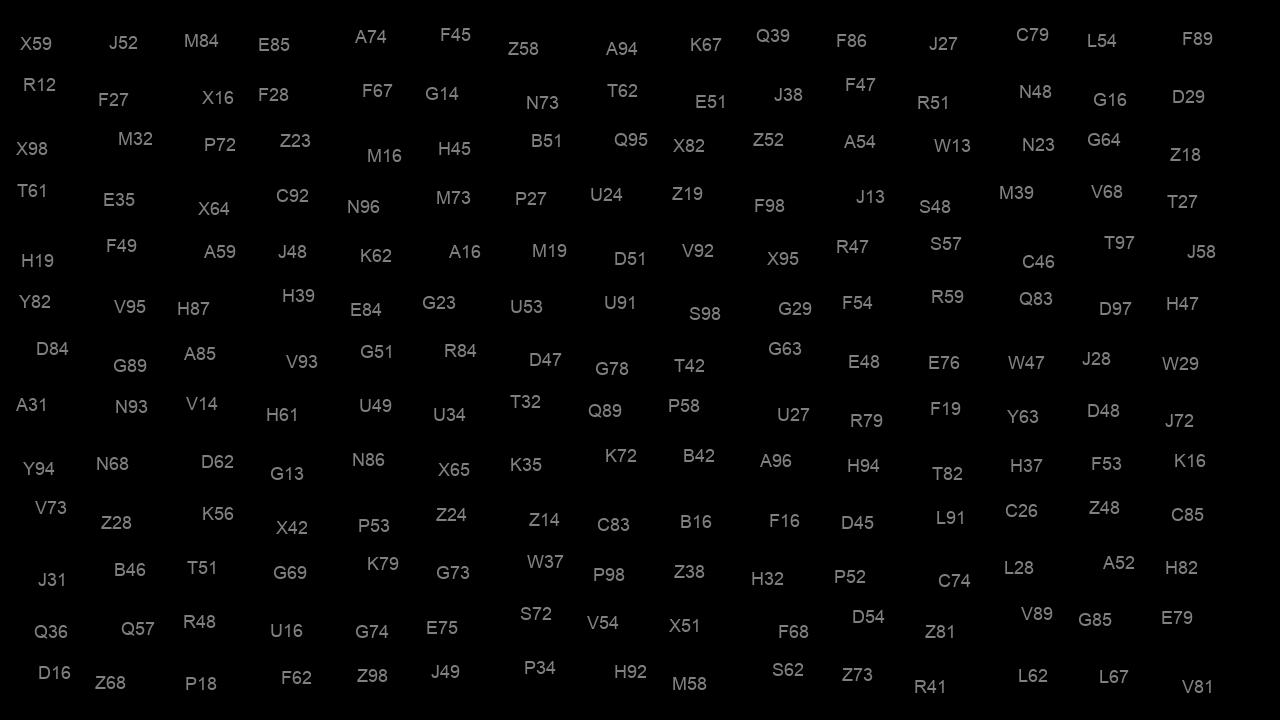 X59 J52 M84 E85 A74 F45 Z58 A94 K67 Q39 F86 J27 C79 L54 F89
R12 F27 X16 F28 F67 G14 N73 T62 E51 J38 F47 R51 N48 G16 D29
X98 M32 P72 Z23 M16 H45 B51 Q95 X82 Z52 A54 W13 N23 G64 Z18
T61 E35 X64 C92 N96 M73 P27 U24 Z19 F98 J13 S48 M39 V68 T27
H19 F49 A59 J48 K62 A16 M19 D51 V92 X95 R47 S57 C46 T97 J58
Y82 V95 H87 H39 E84 G23 U53 U91 S98 G29 F54 R59 Q83 D97 H47
D84 G89 A85 V93 G51 R84 D47 G78 T42 G63 E48 E76 W47 J28 W29
A31 N93 V14 H61 U49 U34 T32 Q89 P58 U27 R79 F19 Y63 D48 J72
Y94 N68 D62 G13 N86 X65 K35 K72 B42 A96 H94 T82 H37 F53 K16
V73 Z28 K56 X42 P53 Z24 Z14 C83 B16 F16 D45 L91 C26 Z48 C85
J31 B46 T51 G69 K79 G73 W37 P98 Z38 H32 P52 C74 L28 A52 H82
Q36 Q57 R48 U16 G74 E75 S72 V54 X51 F68 D54 Z81 V89 G85 E79
D16 Z68 P18 F62 Z98 J49 P34 H92 M58 S62 Z73 R41 L62 L67 V81